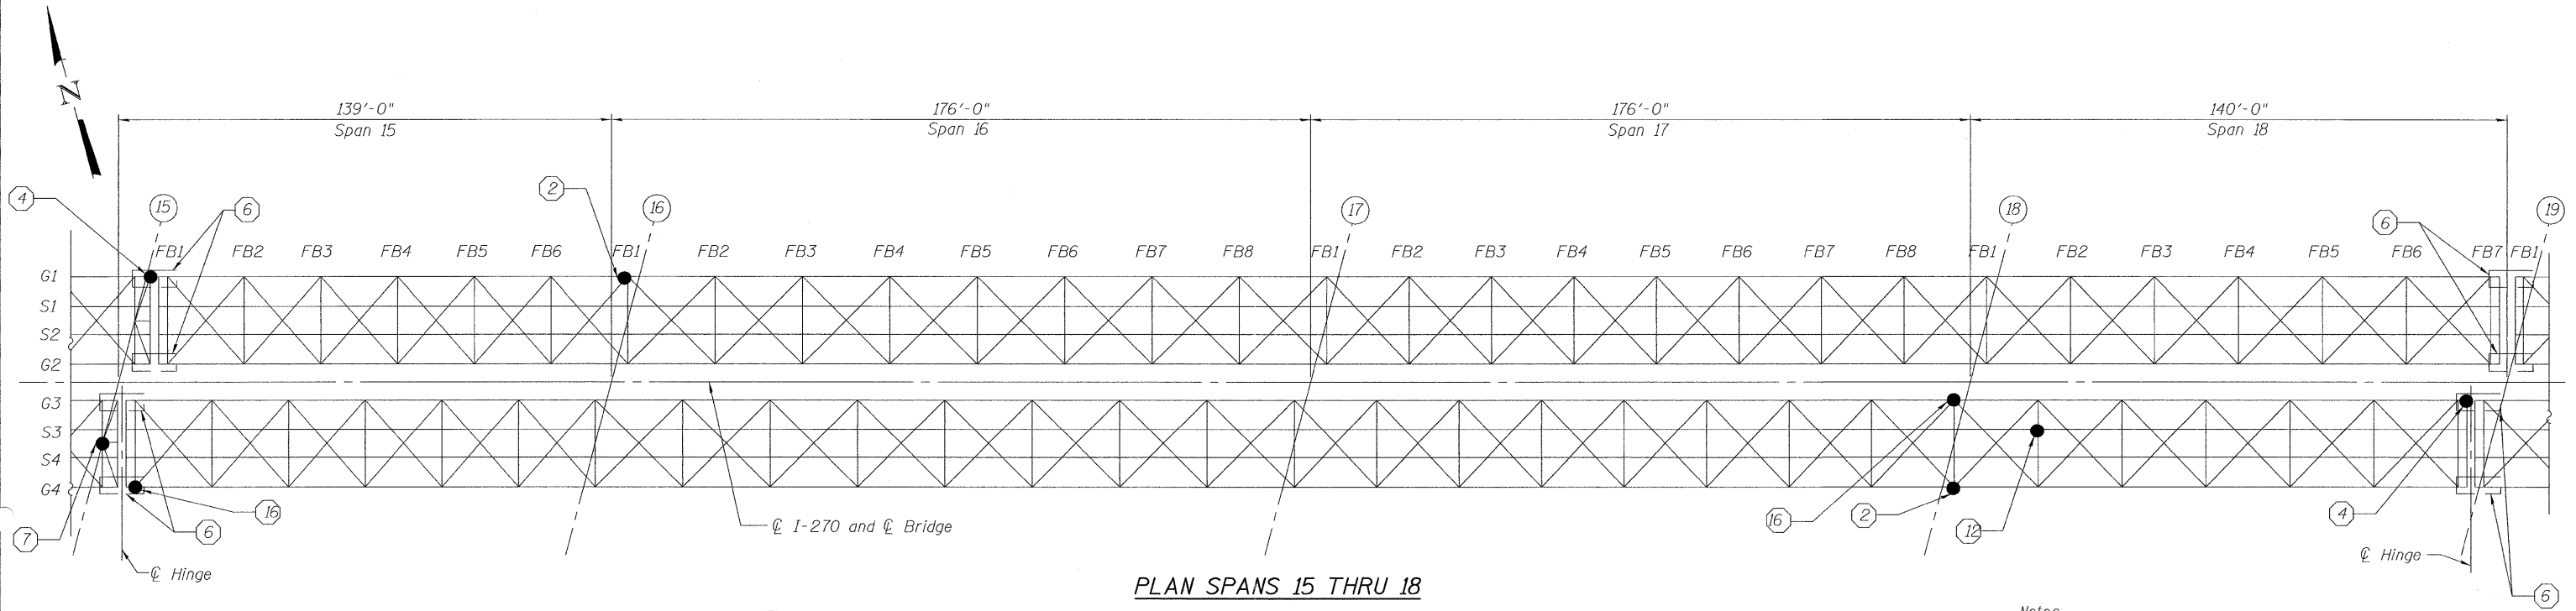 N
139'-0" 176'-0" 176'-0" 140'-0"
Span 15 Span 16 Span 17 Span 18
4 15 6 2 16 17 18 6 19
FB1 FB2 FB3 FB4 FB5 FB6 FB1 FB2 FB3 FB4 FB5 FB6 FB7 FB8 FB1 FB2 FB3 FB4 FB5 FB6 FB7 FB8 FB1 FB2 FB3 FB4 FB5 FB6 FB7 FB1
G1
S1
S2
G2
G3
S3
S4
G4
7 16 6 16 2 12 4 6
℄ I-270 and ℄ Bridge
℄ Hinge
℄ Hinge
PLAN SPANS 15 THRU 18